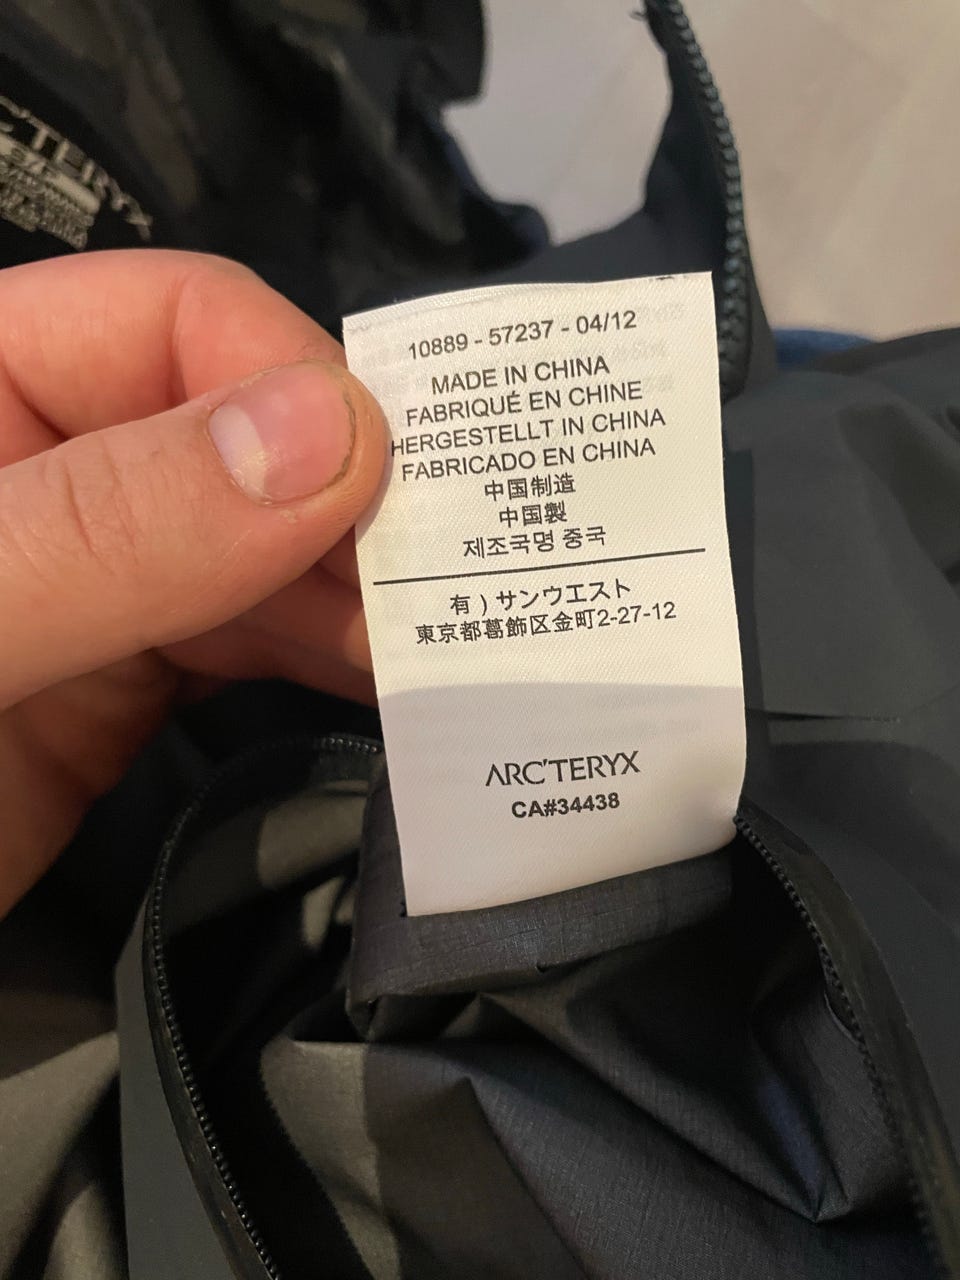 10889 - 57237 - 04/12
MADE IN CHINA
FABRIQUÉ EN CHINE
HERGESTELLT IN CHINA
FABRICADO EN CHINA
中国制造
中国製
제조국명 중국
有）サンウエスト
東京都葛飾区金町2-27-12
ARC'TERYX
CA#34438